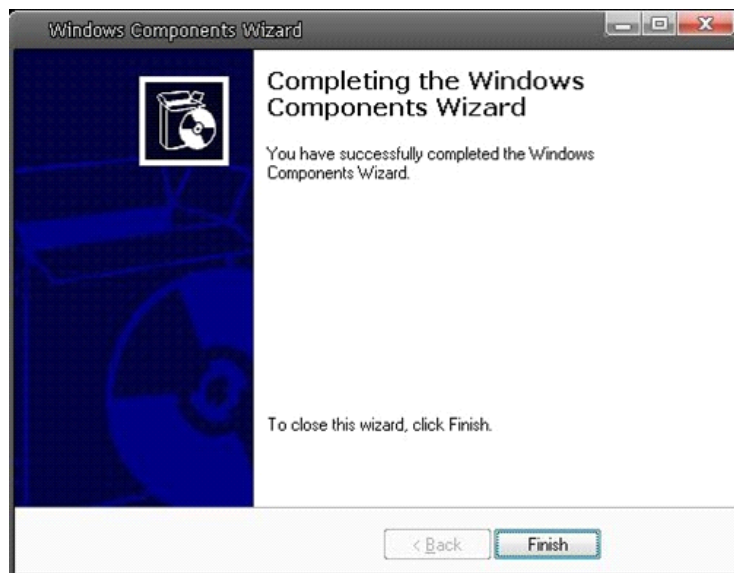 Windows Components Wizard
Completing the Windows
Components Wizard
You have successfully completed the Windows
Components Wizard.
To close this wizard, click Finish.
< Back
Finish